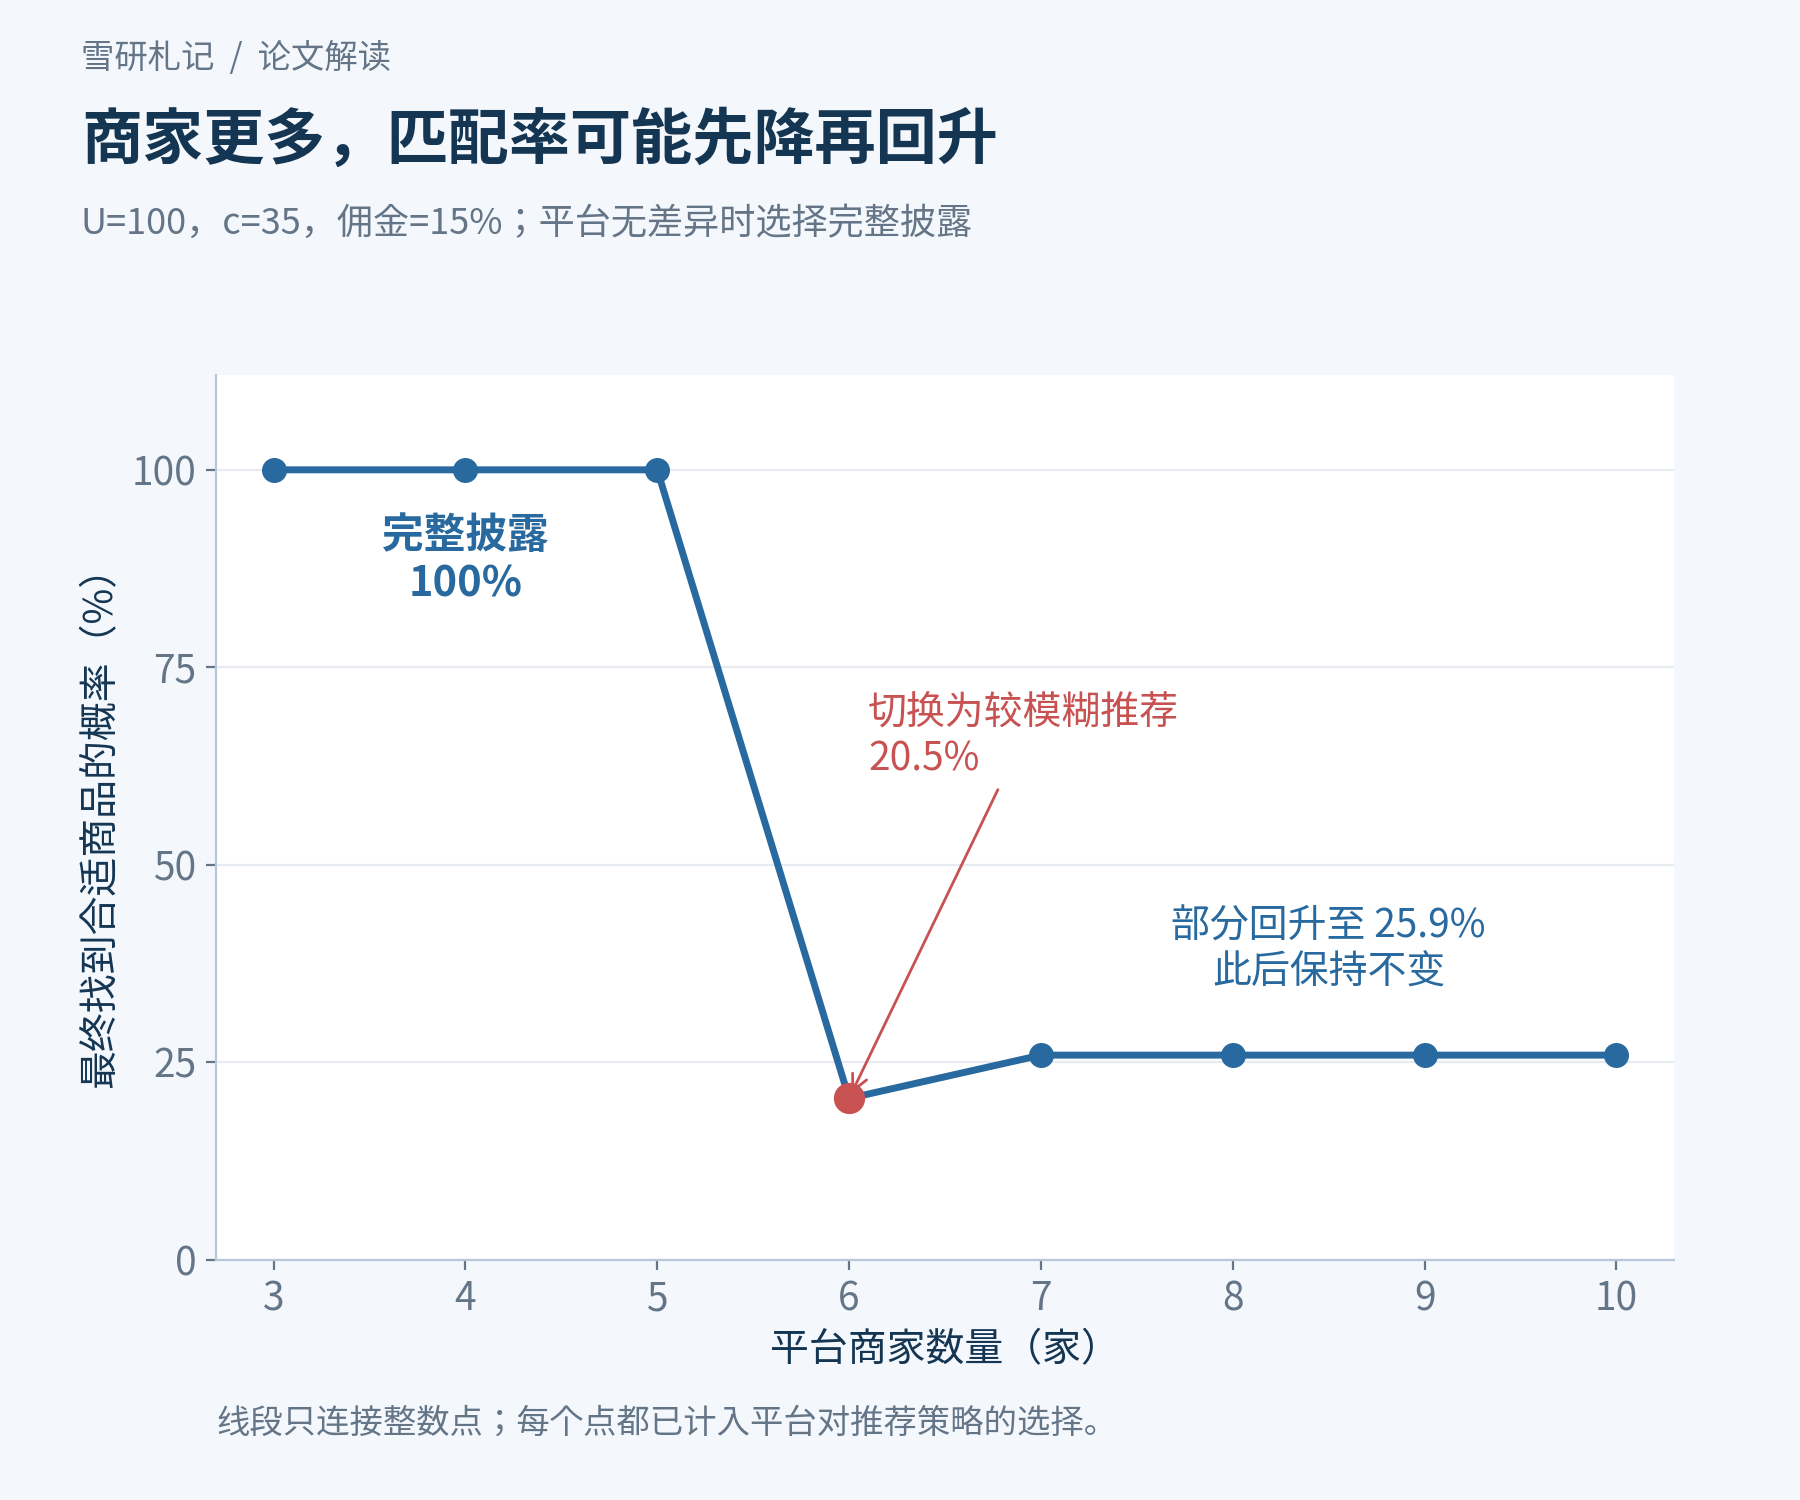 雪研札记 / 论文解读
商家更多，匹配率可能先降再回升
U=100，c=35，佣金=15%；平台无差异时选择完整披露
最终找到合适商品的概率（%）
100
75
50
25
0
完整披露
100%
切换为较模糊推荐
20.5%
部分回升至 25.9%
此后保持不变
3 4 5 6 7 8 9 10
平台商家数量（家）
线段只连接整数点；每个点都已计入平台对推荐策略的选择。